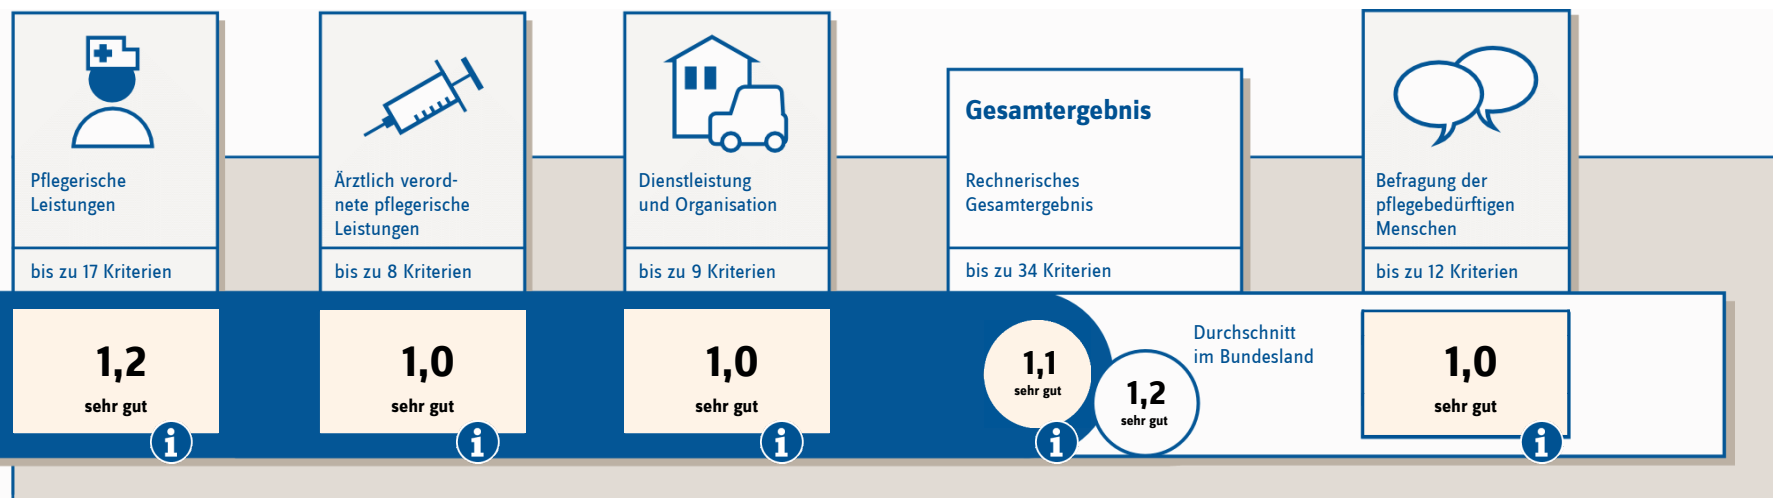 Pflegerische
Leistungen
bis zu 17 Kriterien
1,2
sehr gut
Ärztlich verord-
nete pflegerische
Leistungen
bis zu 8 Kriterien
1,0
sehr gut
Dienstleistung
und Organisation
bis zu 9 Kriterien
1,0
sehr gut
Gesamtergebnis
Rechnerisches
Gesamtergebnis
bis zu 34 Kriterien
1,1
sehr gut
1,2
sehr gut
Durchschnitt
im Bundesland
Befragung der
pflegebedürftigen
Menschen
bis zu 12 Kriterien
1,0
sehr gut